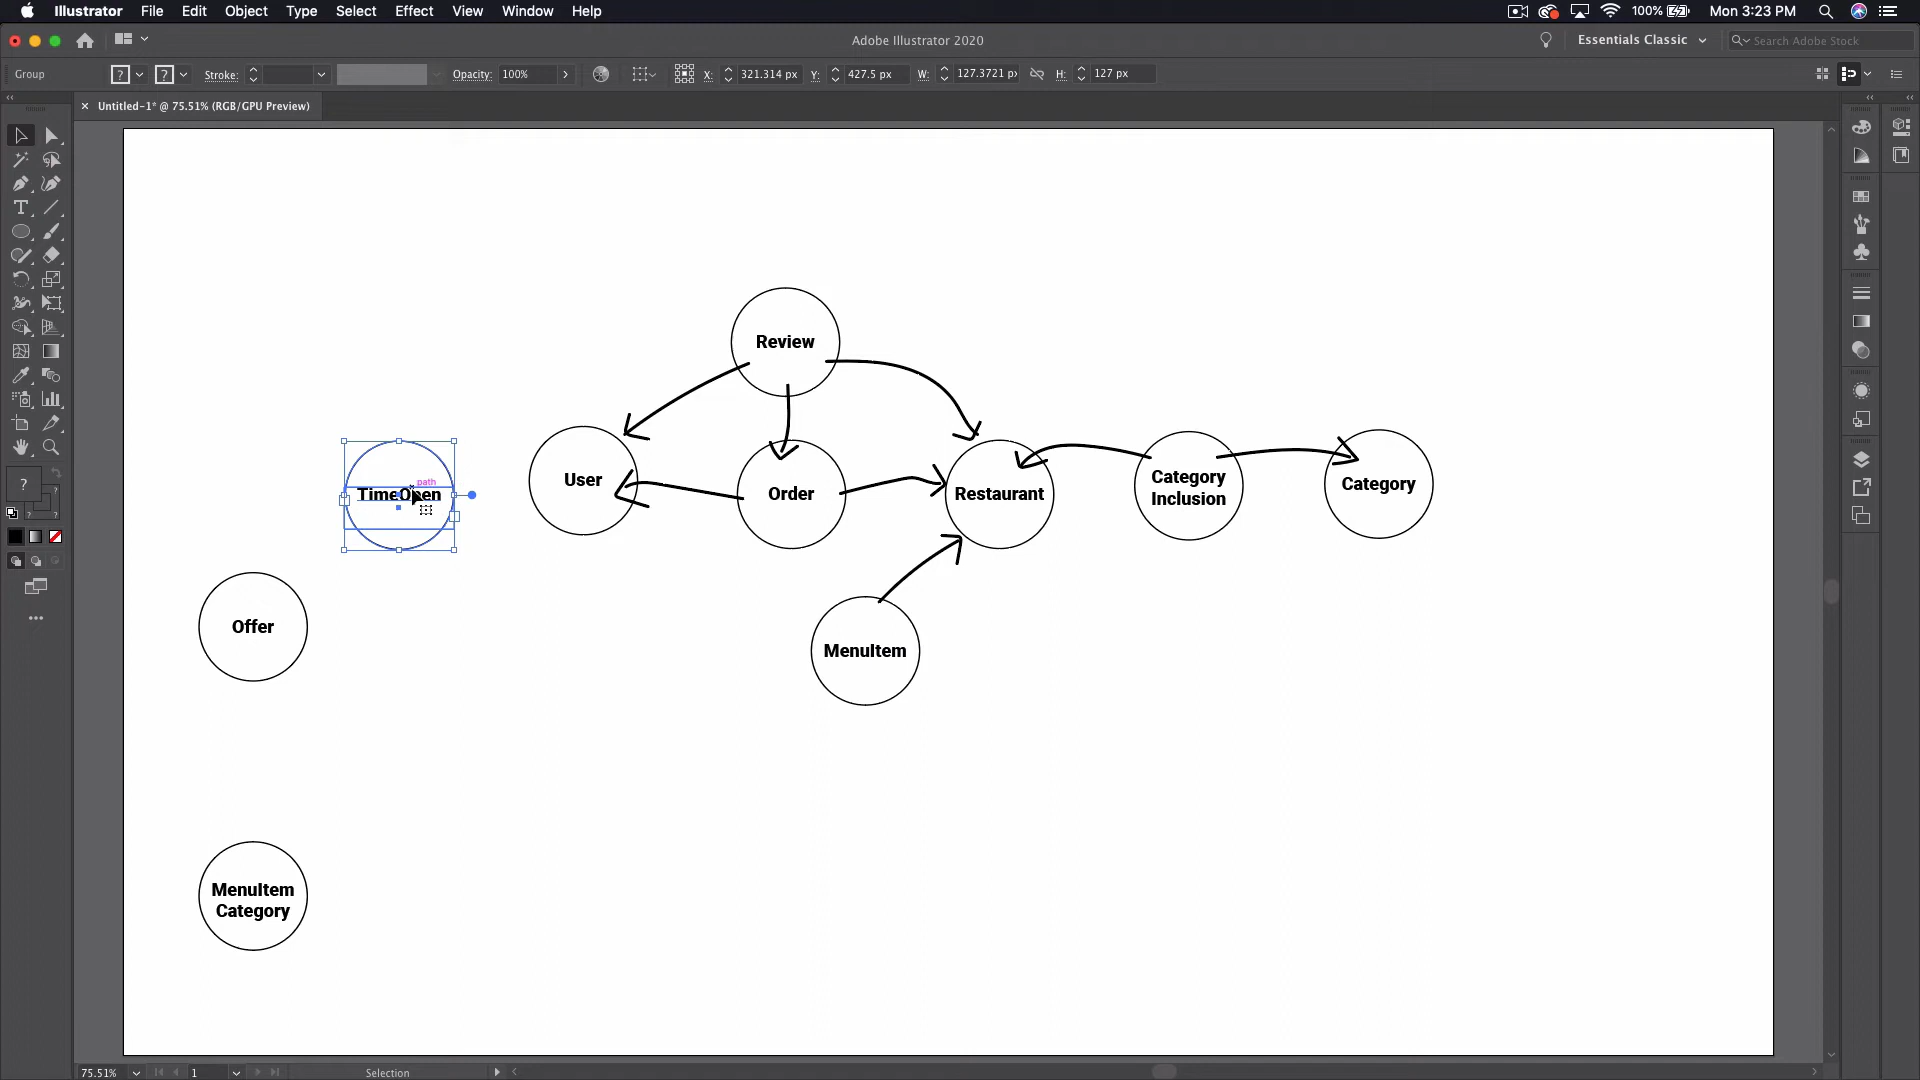 Illustrator File Edit Object Type Select Effect View Window Help
100% Mon 3:23 PM
Adobe Illustrator 2020
Essentials Classic
Search Adobe Stock
Group
? ? Stroke: Opacity: 100% X: 321.314 px Y: 427.5 px W: 127.3721 px H: 127 px
Untitled-1* @ 75.51% (RGB/GPU Preview)
Review
path
TimeOpen
User
Order
Restaurant
Category
Inclusion
Category
Offer
MenuItem
MenuItem
Category
75.51% 1 Selection